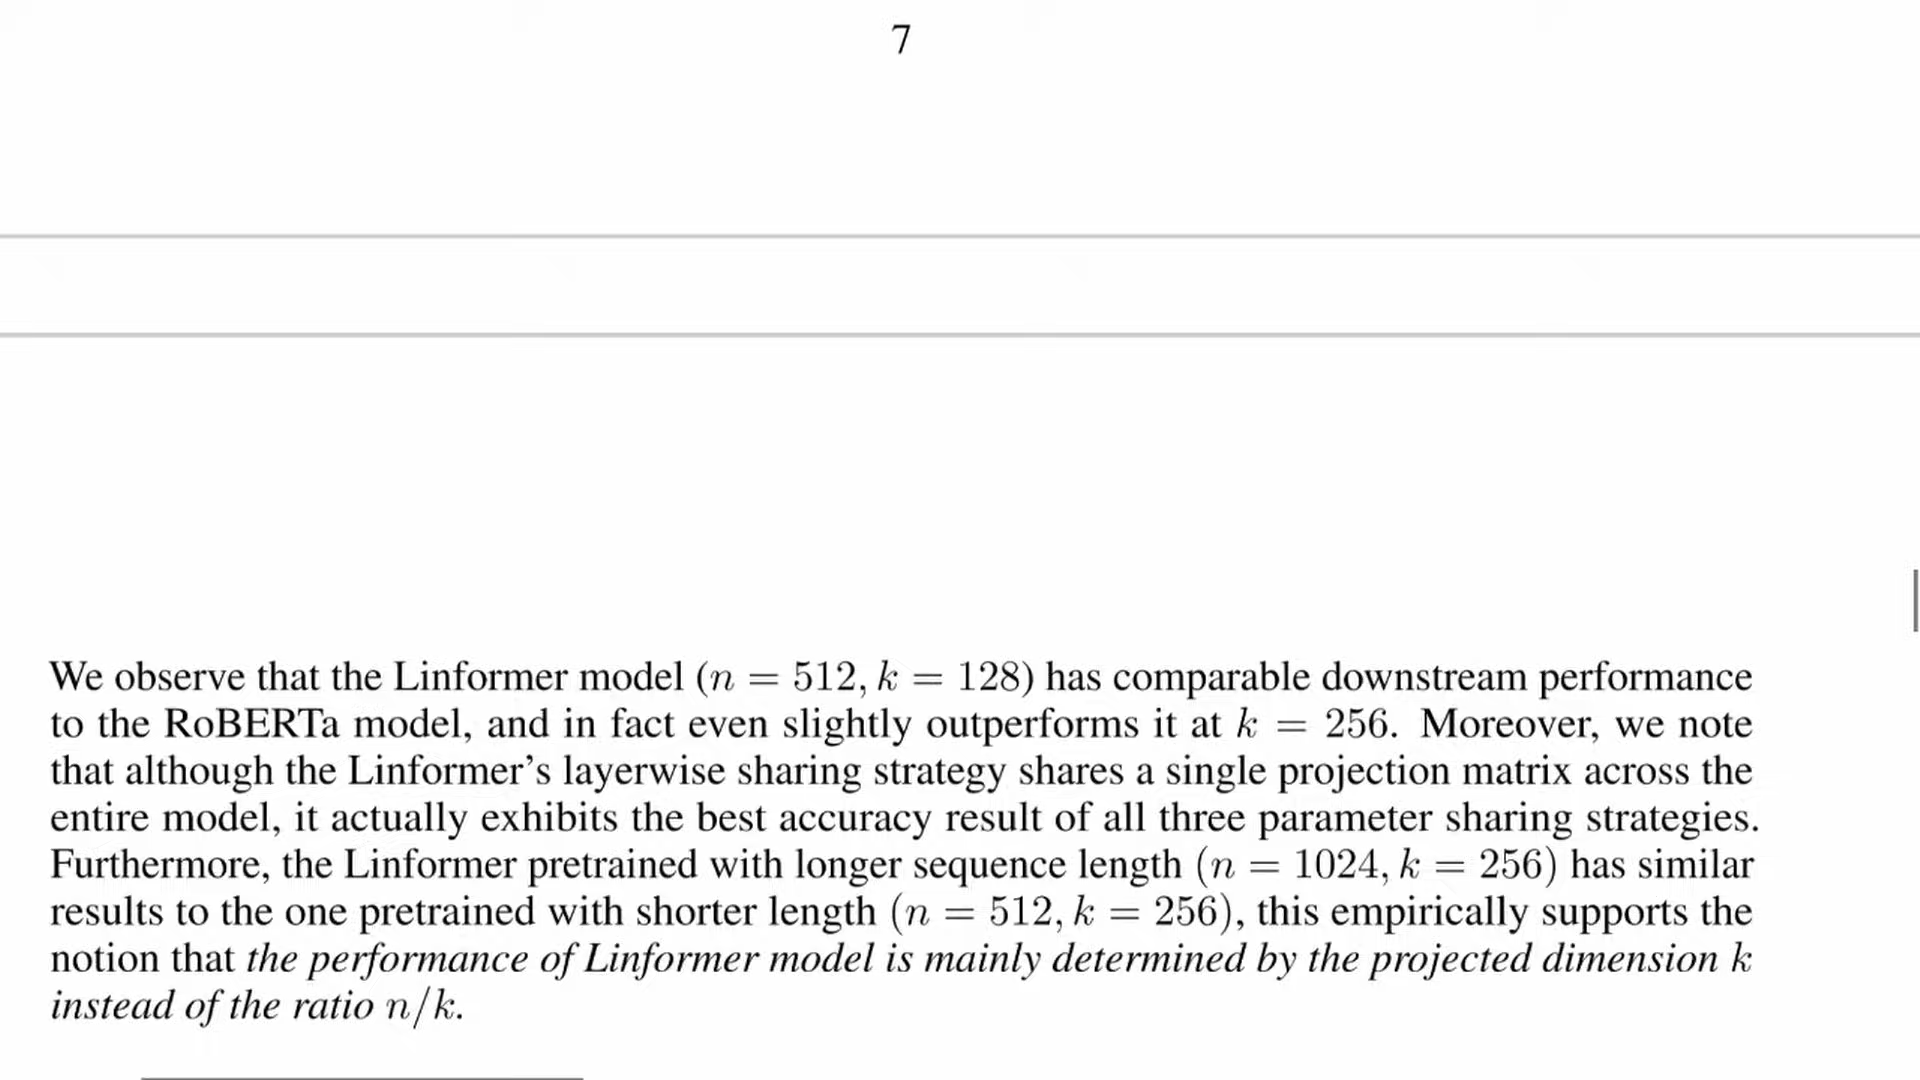 7
We observe that the Linformer model (n = 512, k = 128) has comparable downstream performance
to the RoBERTa model, and in fact even slightly outperforms it at k = 256. Moreover, we note
that although the Linformer’s layerwise sharing strategy shares a single projection matrix across the
entire model, it actually exhibits the best accuracy result of all three parameter sharing strategies.
Furthermore, the Linformer pretrained with longer sequence length (n = 1024, k = 256) has similar
results to the one pretrained with shorter length (n = 512, k = 256), this empirically supports the
notion that the performance of Linformer model is mainly determined by the projected dimension k
instead of the ratio n/k.